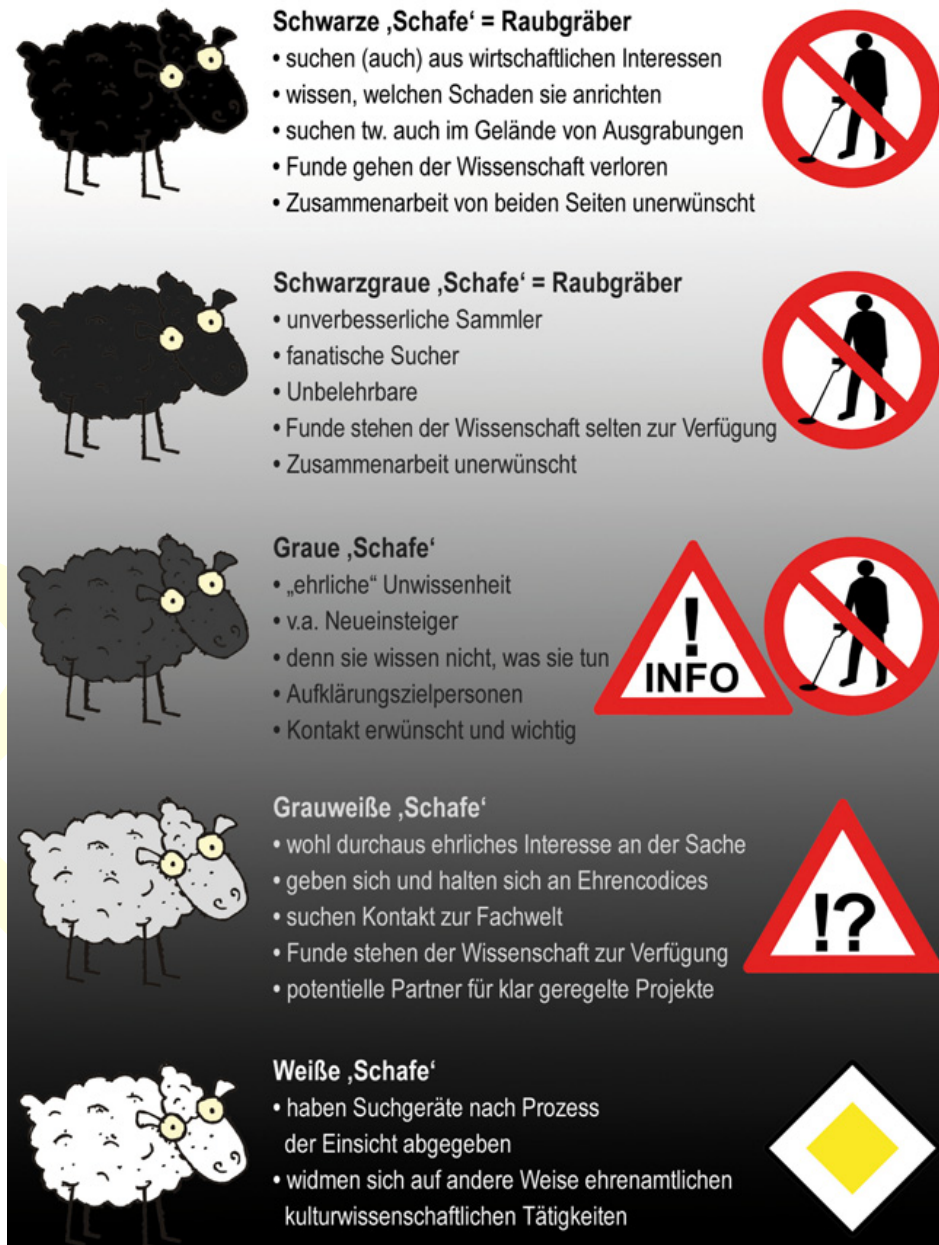 Schwarze ‚Schafe‘ = Raubgräber
• suchen (auch) aus wirtschaftlichen Interessen
• wissen, welchen Schaden sie anrichten
• suchen tw. auch im Gelände von Ausgrabungen
• Funde gehen der Wissenschaft verloren
• Zusammenarbeit von beiden Seiten unerwünscht
Schwarzgraue ‚Schafe‘ = Raubgräber
• unverbesserliche Sammler
• fanatische Sucher
• Unbelehrbare
• Funde stehen der Wissenschaft selten zur Verfügung
• Zusammenarbeit unerwünscht
Graue ‚Schafe‘
• „ehrliche“ Unwissenheit
• v.a. Neueinsteiger
• denn sie wissen nicht, was sie tun
• Aufklärungszielpersonen
• Kontakt erwünscht und wichtig
!
INFO
Grauweiße ‚Schafe‘
• wohl durchaus ehrliches Interesse an der Sache
• geben sich und halten sich an Ehrencodices
• suchen Kontakt zur Fachwelt
• Funde stehen der Wissenschaft zur Verfügung
• potentielle Partner für klar geregelte Projekte
!?
Weiße ‚Schafe‘
• haben Suchgeräte nach Prozess
der Einsicht abgegeben
• widmen sich auf andere Weise ehrenamtlichen
kulturwissenschaftlichen Tätigkeiten